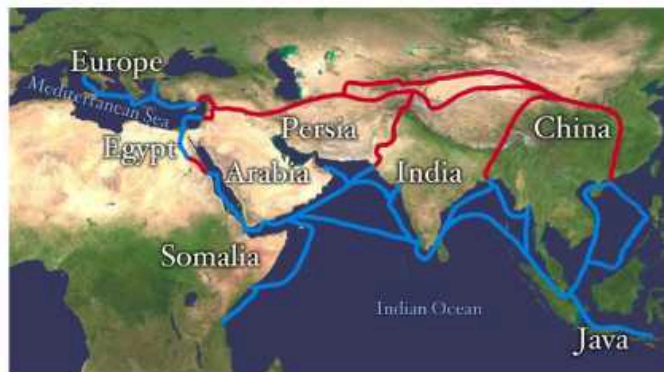 Europe
Mediterranean Sea
Egypt
Persia
China
Arabia
India
Somalia
Indian Ocean
Java